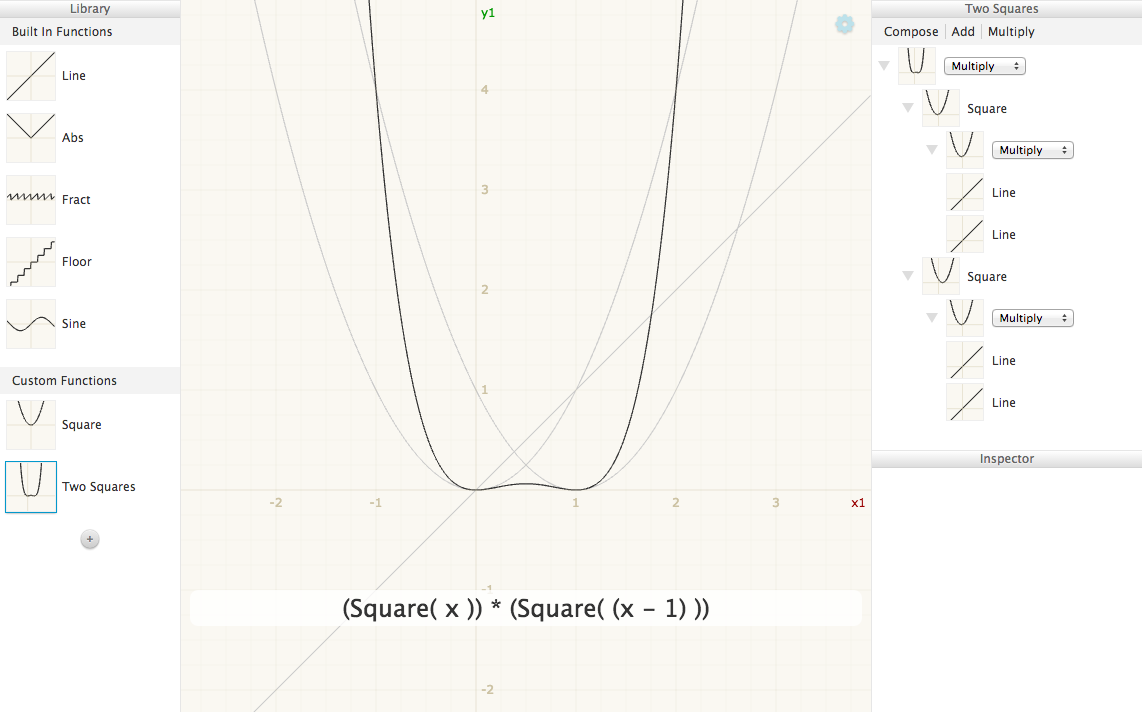 Library
Built In Functions
Line
Abs
Fract
Floor
Sine
Custom Functions
Square
Two Squares
+
y1
4
3
2
1
-2 -1 1 2 3 x1
-1
(Square( x )) * (Square( (x − 1) ))
-2
Two Squares
Compose Add Multiply
Multiply
Square
Multiply
Line
Line
Square
Multiply
Line
Line
Inspector